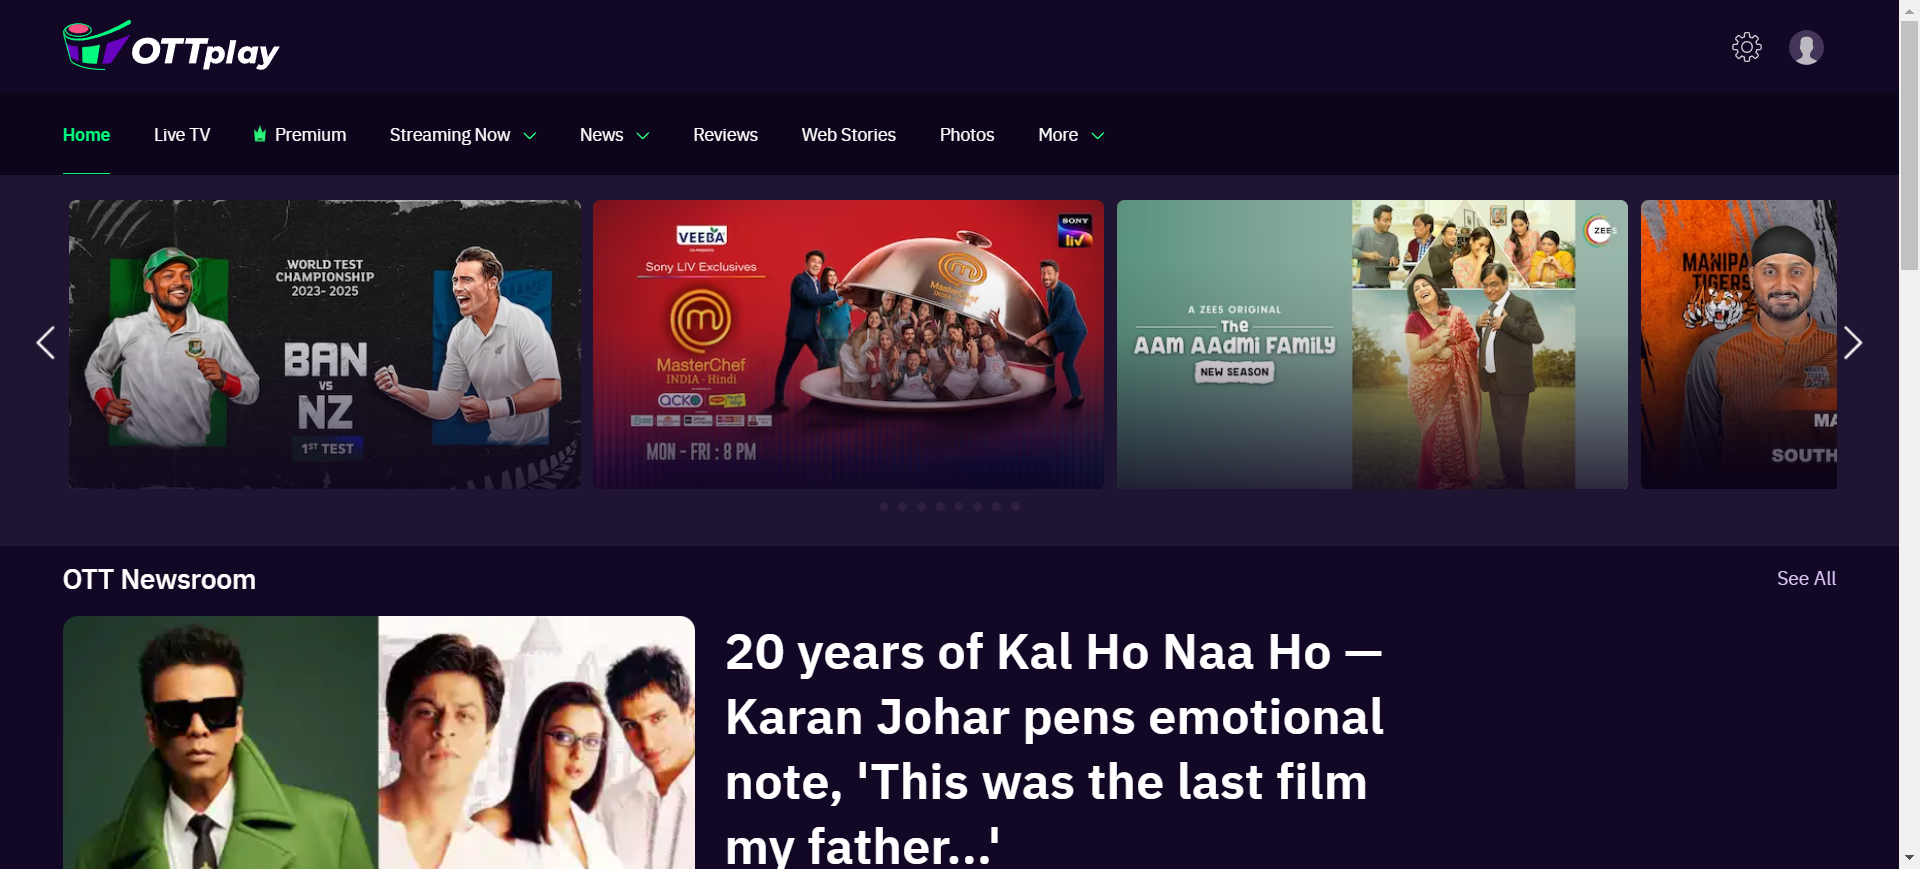 OTTplay
Home
Live TV
Premium
Streaming Now
News
Reviews
Web Stories
Photos
More
WORLD TEST
CHAMPIONSHIP
2023- 2025
BAN
VS
NZ
1ST TEST
VEEBA
CO-PRESENTS
Sony LIV Exclusives
MasterChef
INDIA - Hindi
acko
MON - FRI : 8 PM
MasterChef
SONY
liv
A ZEE5 ORIGINAL
The
AAM AAdmi FAMILY
NEW SEASON
ZEE5
MANIPA
TIGERS
MA
SOUTH
OTT Newsroom
See All
20 years of Kal Ho Naa Ho —
Karan Johar pens emotional
note, 'This was the last film
my father...'